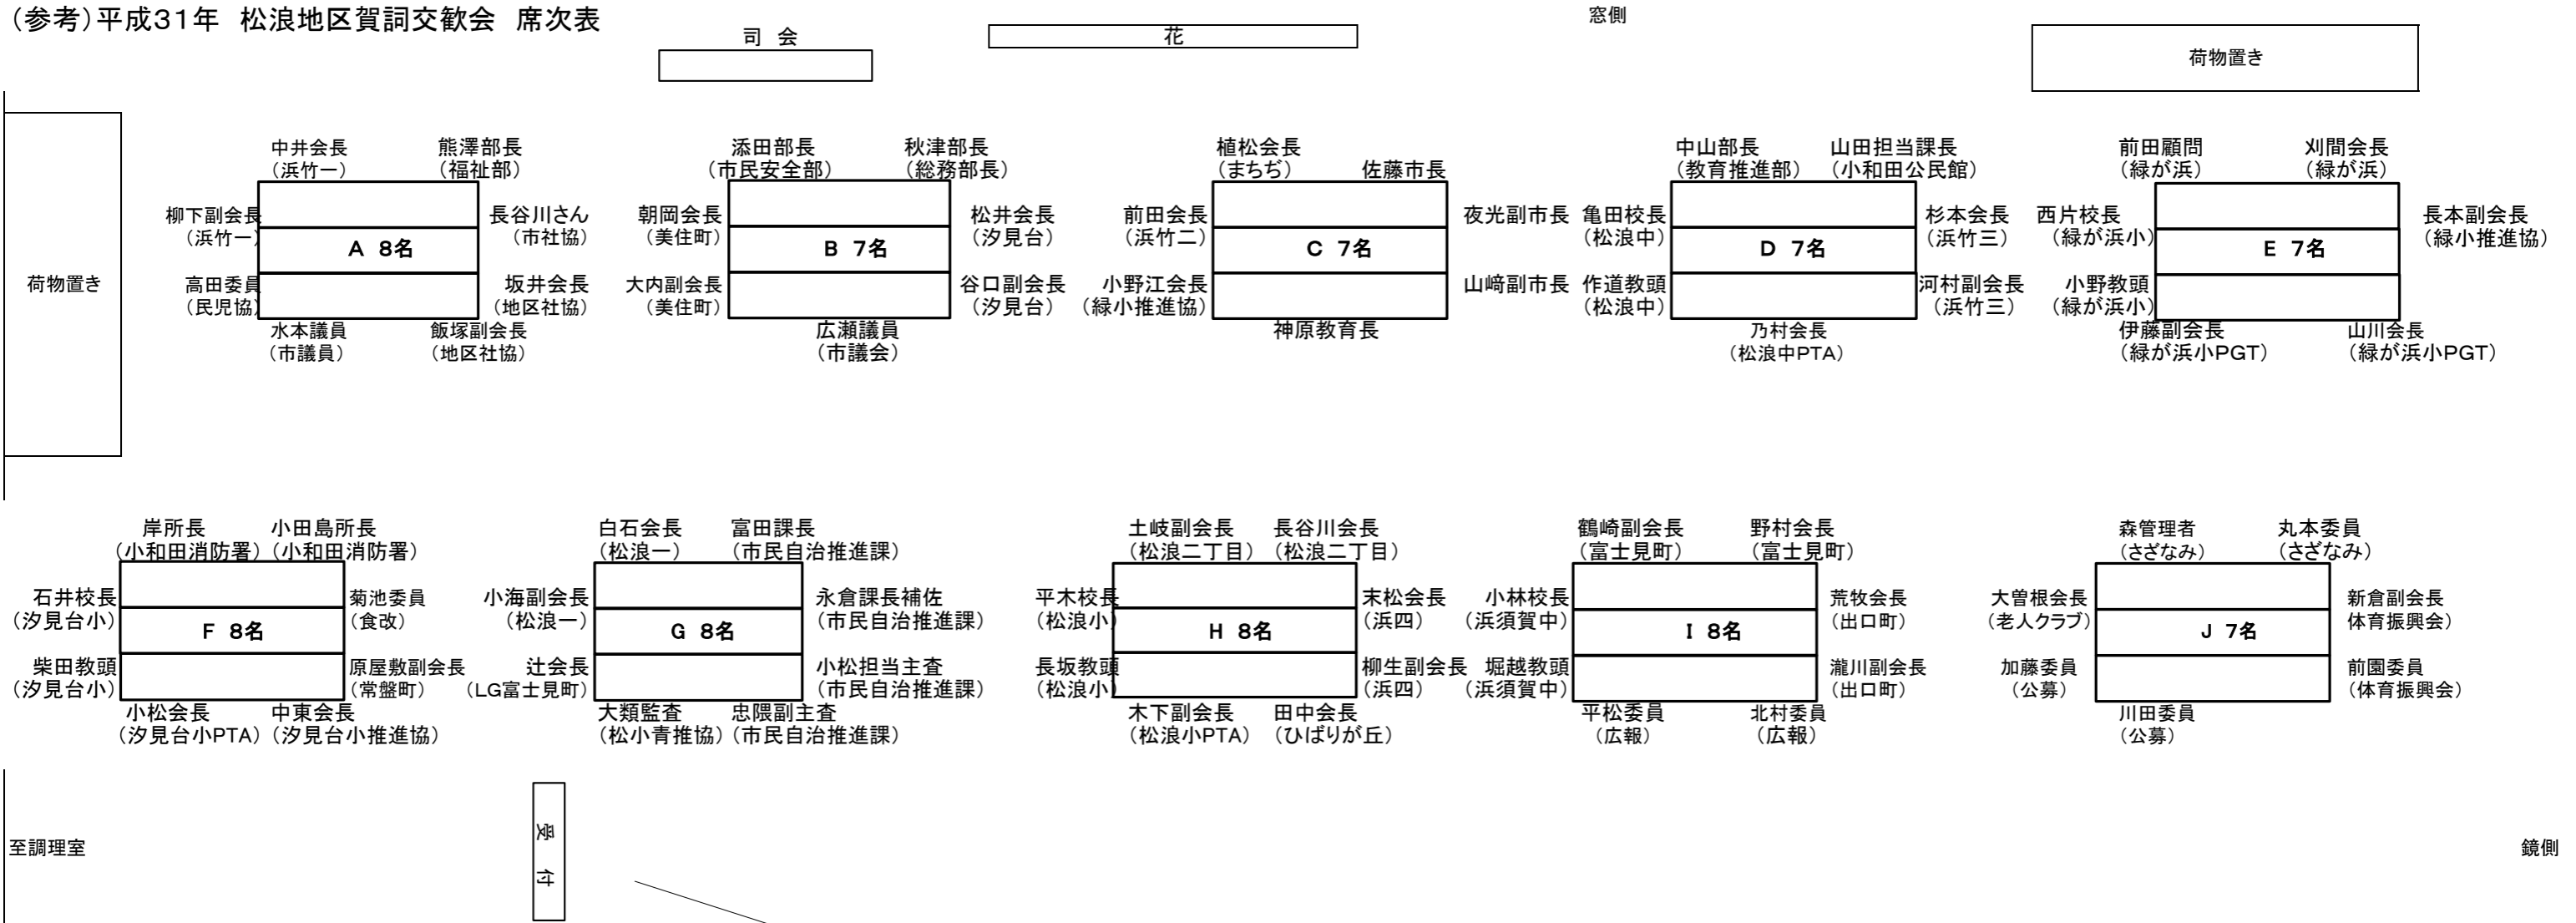 (参考)平成31年 松浪地区賀詞交歓会 席次表
窓側
司 会
花
荷物置き
荷物置き
中井会長
(浜竹一)
熊澤部長
(福祉部)
柳下副会長
(浜竹一)
長谷川さん
(市社協)
A 8名
高田委員
(民児協)
坂井会長
(地区社協)
水本議員
(市議員)
飯塚副会長
(地区社協)
添田部長
(市民安全部)
秋津部長
(総務部長)
朝岡会長
(美住町)
松井会長
(汐見台)
B 7名
大内副会長
(美住町)
谷口副会長
(汐見台)
広瀬議員
(市議会)
植松会長
(まちぢ)
佐藤市長
前田会長
(浜竹二)
夜光副市長
C 7名
小野江会長
(緑小推進協)
山﨑副市長
神原教育長
中山部長
(教育推進部)
山田担当課長
(小和田公民館)
亀田校長
(松浪中)
杉本会長
(浜竹三)
D 7名
作道教頭
(松浪中)
河村副会長
(浜竹三)
乃村会長
(松浪中PTA)
前田顧問
(緑が浜)
刈間会長
(緑が浜)
西片校長
(緑が浜小)
長本副会長
(緑小推進協)
E 7名
小野教頭
(緑が浜小)
伊藤副会長
(緑が浜小PGT)
山川会長
(緑が浜小PGT)
岸所長
(小和田消防署)
小田島所長
(小和田消防署)
石井校長
(汐見台小)
菊池委員
(食改)
F 8名
柴田教頭
(汐見台小)
原屋敷副会長
(常盤町)
小松会長
(汐見台小PTA)
中東会長
(汐見台小推進協)
白石会長
(松浪一)
富田課長
(市民自治推進課)
小海副会長
(松浪一)
永倉課長補佐
(市民自治推進課)
G 8名
辻会長
(LG富士見町)
小松担当主査
(市民自治推進課)
大類監査
(松小青推協)
忠隈副主査
(市民自治推進課)
土岐副会長
(松浪二丁目)
長谷川会長
(松浪二丁目)
平木校長
(松浪小)
末松会長
(浜四)
H 8名
長坂教頭
(松浪小)
柳生副会長
(浜四)
木下副会長
(松浪小PTA)
田中会長
(ひばりが丘)
鶴崎副会長
(富士見町)
野村会長
(富士見町)
小林校長
(浜須賀中)
荒牧会長
(出口町)
I 8名
堀越教頭
(浜須賀中)
瀧川副会長
(出口町)
平松委員
(広報)
北村委員
(広報)
森管理者
(さざなみ)
丸本委員
(さざなみ)
大曽根会長
(老人クラブ)
新倉副会長
体育振興会)
J 7名
加藤委員
(公募)
前園委員
(体育振興会)
川田委員
(公募)
受 付
至調理室
鏡側